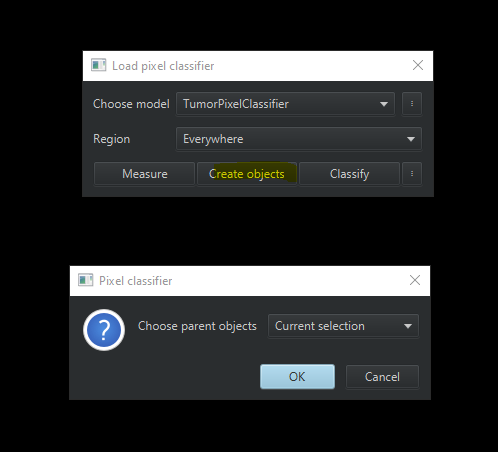 Load pixel classifier
Choose model TumorPixelClassifier
Region Everywhere
Measure Create objects Classify
Pixel classifier
? Choose parent objects Current selection
OK Cancel